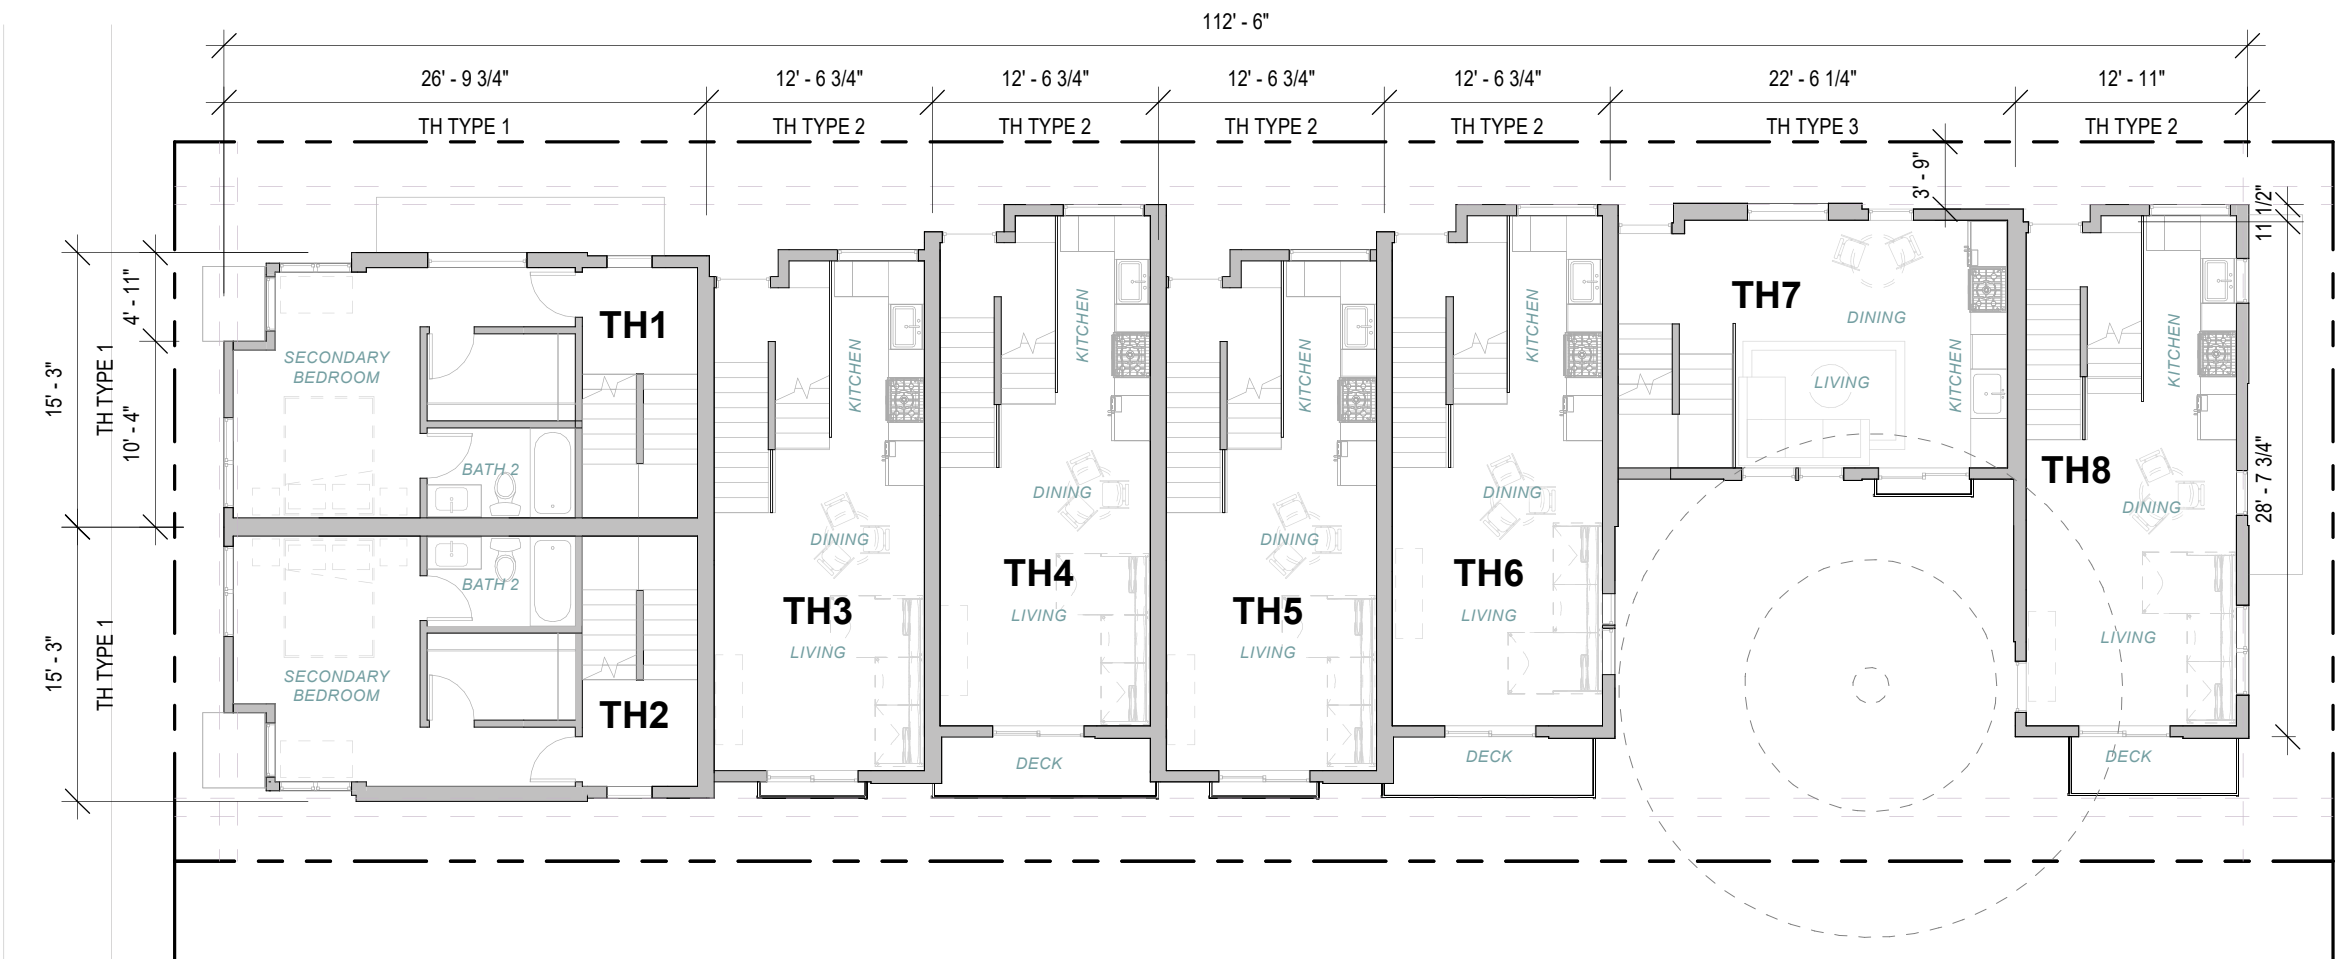 112' - 6"
26' - 9 3/4"
12' - 6 3/4"
12' - 6 3/4"
12' - 6 3/4"
12' - 6 3/4"
22' - 6 1/4"
12' - 11"
TH TYPE 1
TH TYPE 2
TH TYPE 2
TH TYPE 2
TH TYPE 2
TH TYPE 3
TH TYPE 2
3' - 9"
11 1/2"
28' - 7 3/4"
4' - 11"
15' - 3"
TH TYPE 1
10' - 4"
15' - 3"
TH TYPE 1
TH1
SECONDARY
BEDROOM
BATH 2
BATH 2
SECONDARY
BEDROOM
TH2
KITCHEN
DINING
TH3
LIVING
KITCHEN
DINING
TH4
LIVING
DECK
KITCHEN
DINING
TH5
LIVING
KITCHEN
DINING
TH6
LIVING
DECK
TH7
DINING
LIVING
KITCHEN
KITCHEN
TH8
DINING
LIVING
DECK